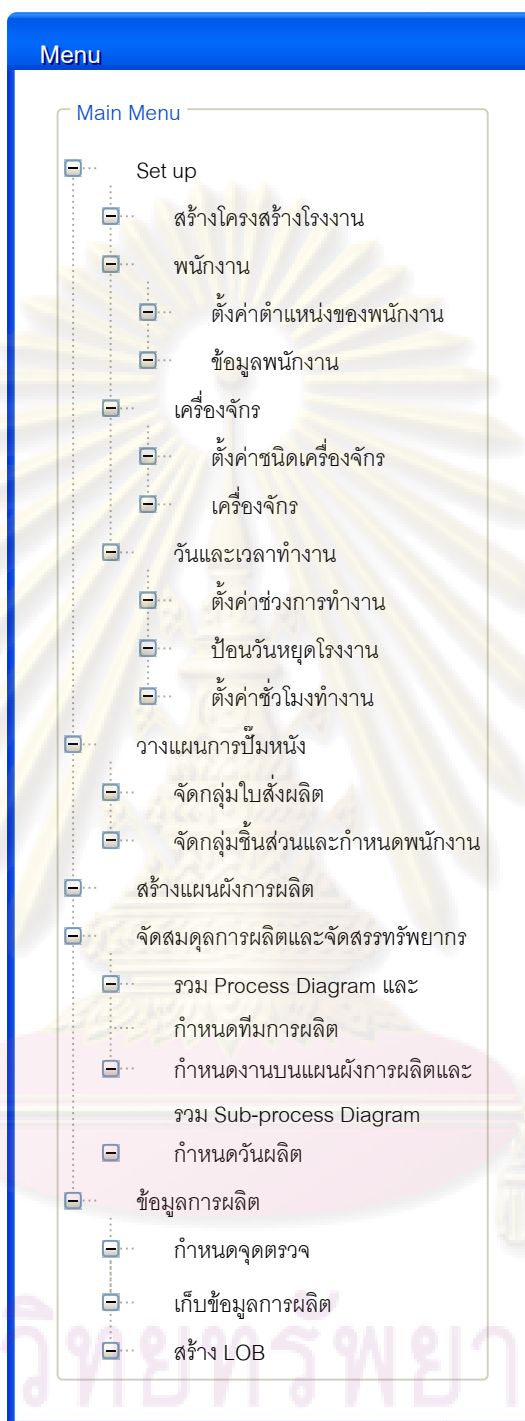 Menu
Main Menu
Set up
สร้างโครงสร้างโรงงาน
พนักงาน
ตั้งค่าตำแหน่งของพนักงาน
ข้อมูลพนักงาน
เครื่องจักร
ตั้งค่าชนิดเครื่องจักร
เครื่องจักร
วันและเวลาทำงาน
ตั้งค่าช่วงการทำงาน
ป้อนวันหยุดโรงงาน
ตั้งค่าชั่วโมงทำงาน
วางแผนการปั๊มหนัง
จัดกลุ่มใบสั่งผลิต
จัดกลุ่มชิ้นส่วนและกำหนดพนักงาน
สร้างแผนผังการผลิต
จัดสมดุลการผลิตและจัดสรรทรัพยากร
รวม Process Diagram และ
กำหนดทีมการผลิต
กำหนดงานบนแผนผังการผลิตและ
รวม Sub-process Diagram
กำหนดวันผลิต
ข้อมูลการผลิต
กำหนดจุดตรวจ
เก็บข้อมูลการผลิต
สร้าง LOB
วิทยทรัพยา